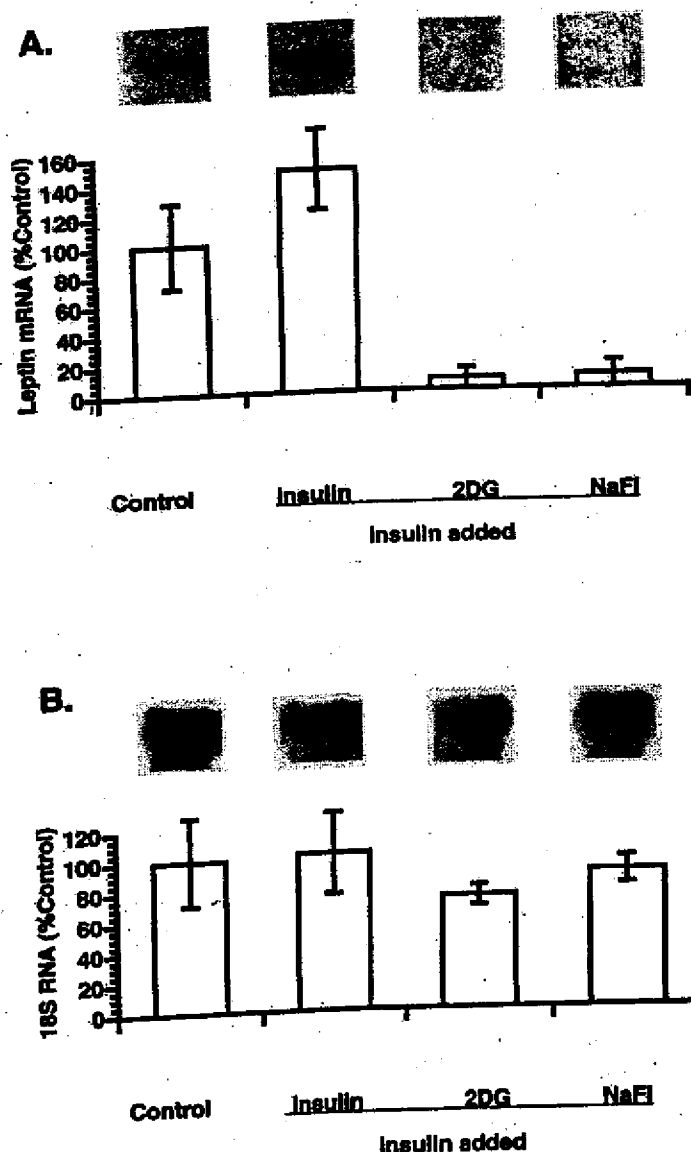 A.
Leptin mRNA (%Control)
160
140
120
100
80
60
40
20
0
Control
Insulin
2DG
NaFl
Insulin added
B.
18S RNA (%Control)
120
100
80
60
40
20
0
Control
Insulin
2DG
NaFl
Insulin added